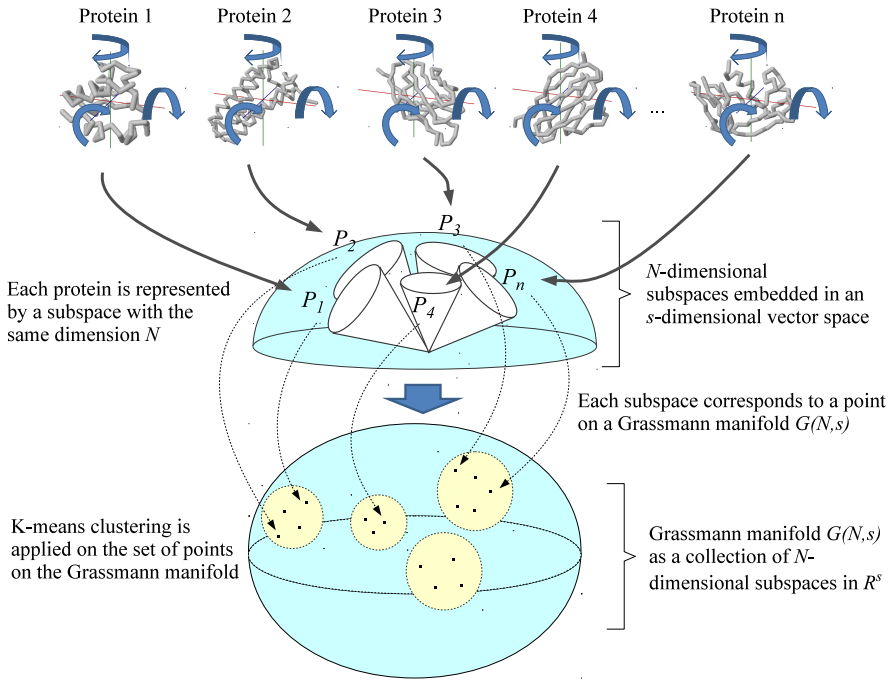 Protein 1
Protein 2
Protein 3
Protein 4
Protein n
...
P2
P3
P1
P4
Pn
Each protein is represented
by a subspace with the
same dimension N
N-dimensional
subspaces embedded in an
s-dimensional vector space
Each subspace corresponds to a point
on a Grassmann manifold G(N,s)
K-means clustering is
applied on the set of points
on the Grassmann manifold
Grassmann manifold G(N,s)
as a collection of N-
dimensional subspaces in R^s